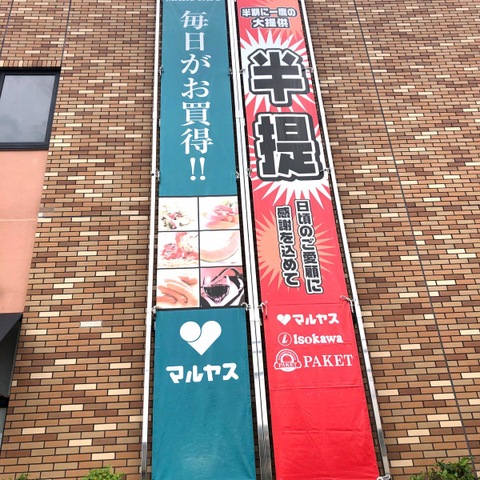 毎日がお買得!!
マルヤス
半期に一度の
大提供
半提
日頃のご愛顧に
感謝を込めて
マルヤス
i Isokawa
PAKET PAKET